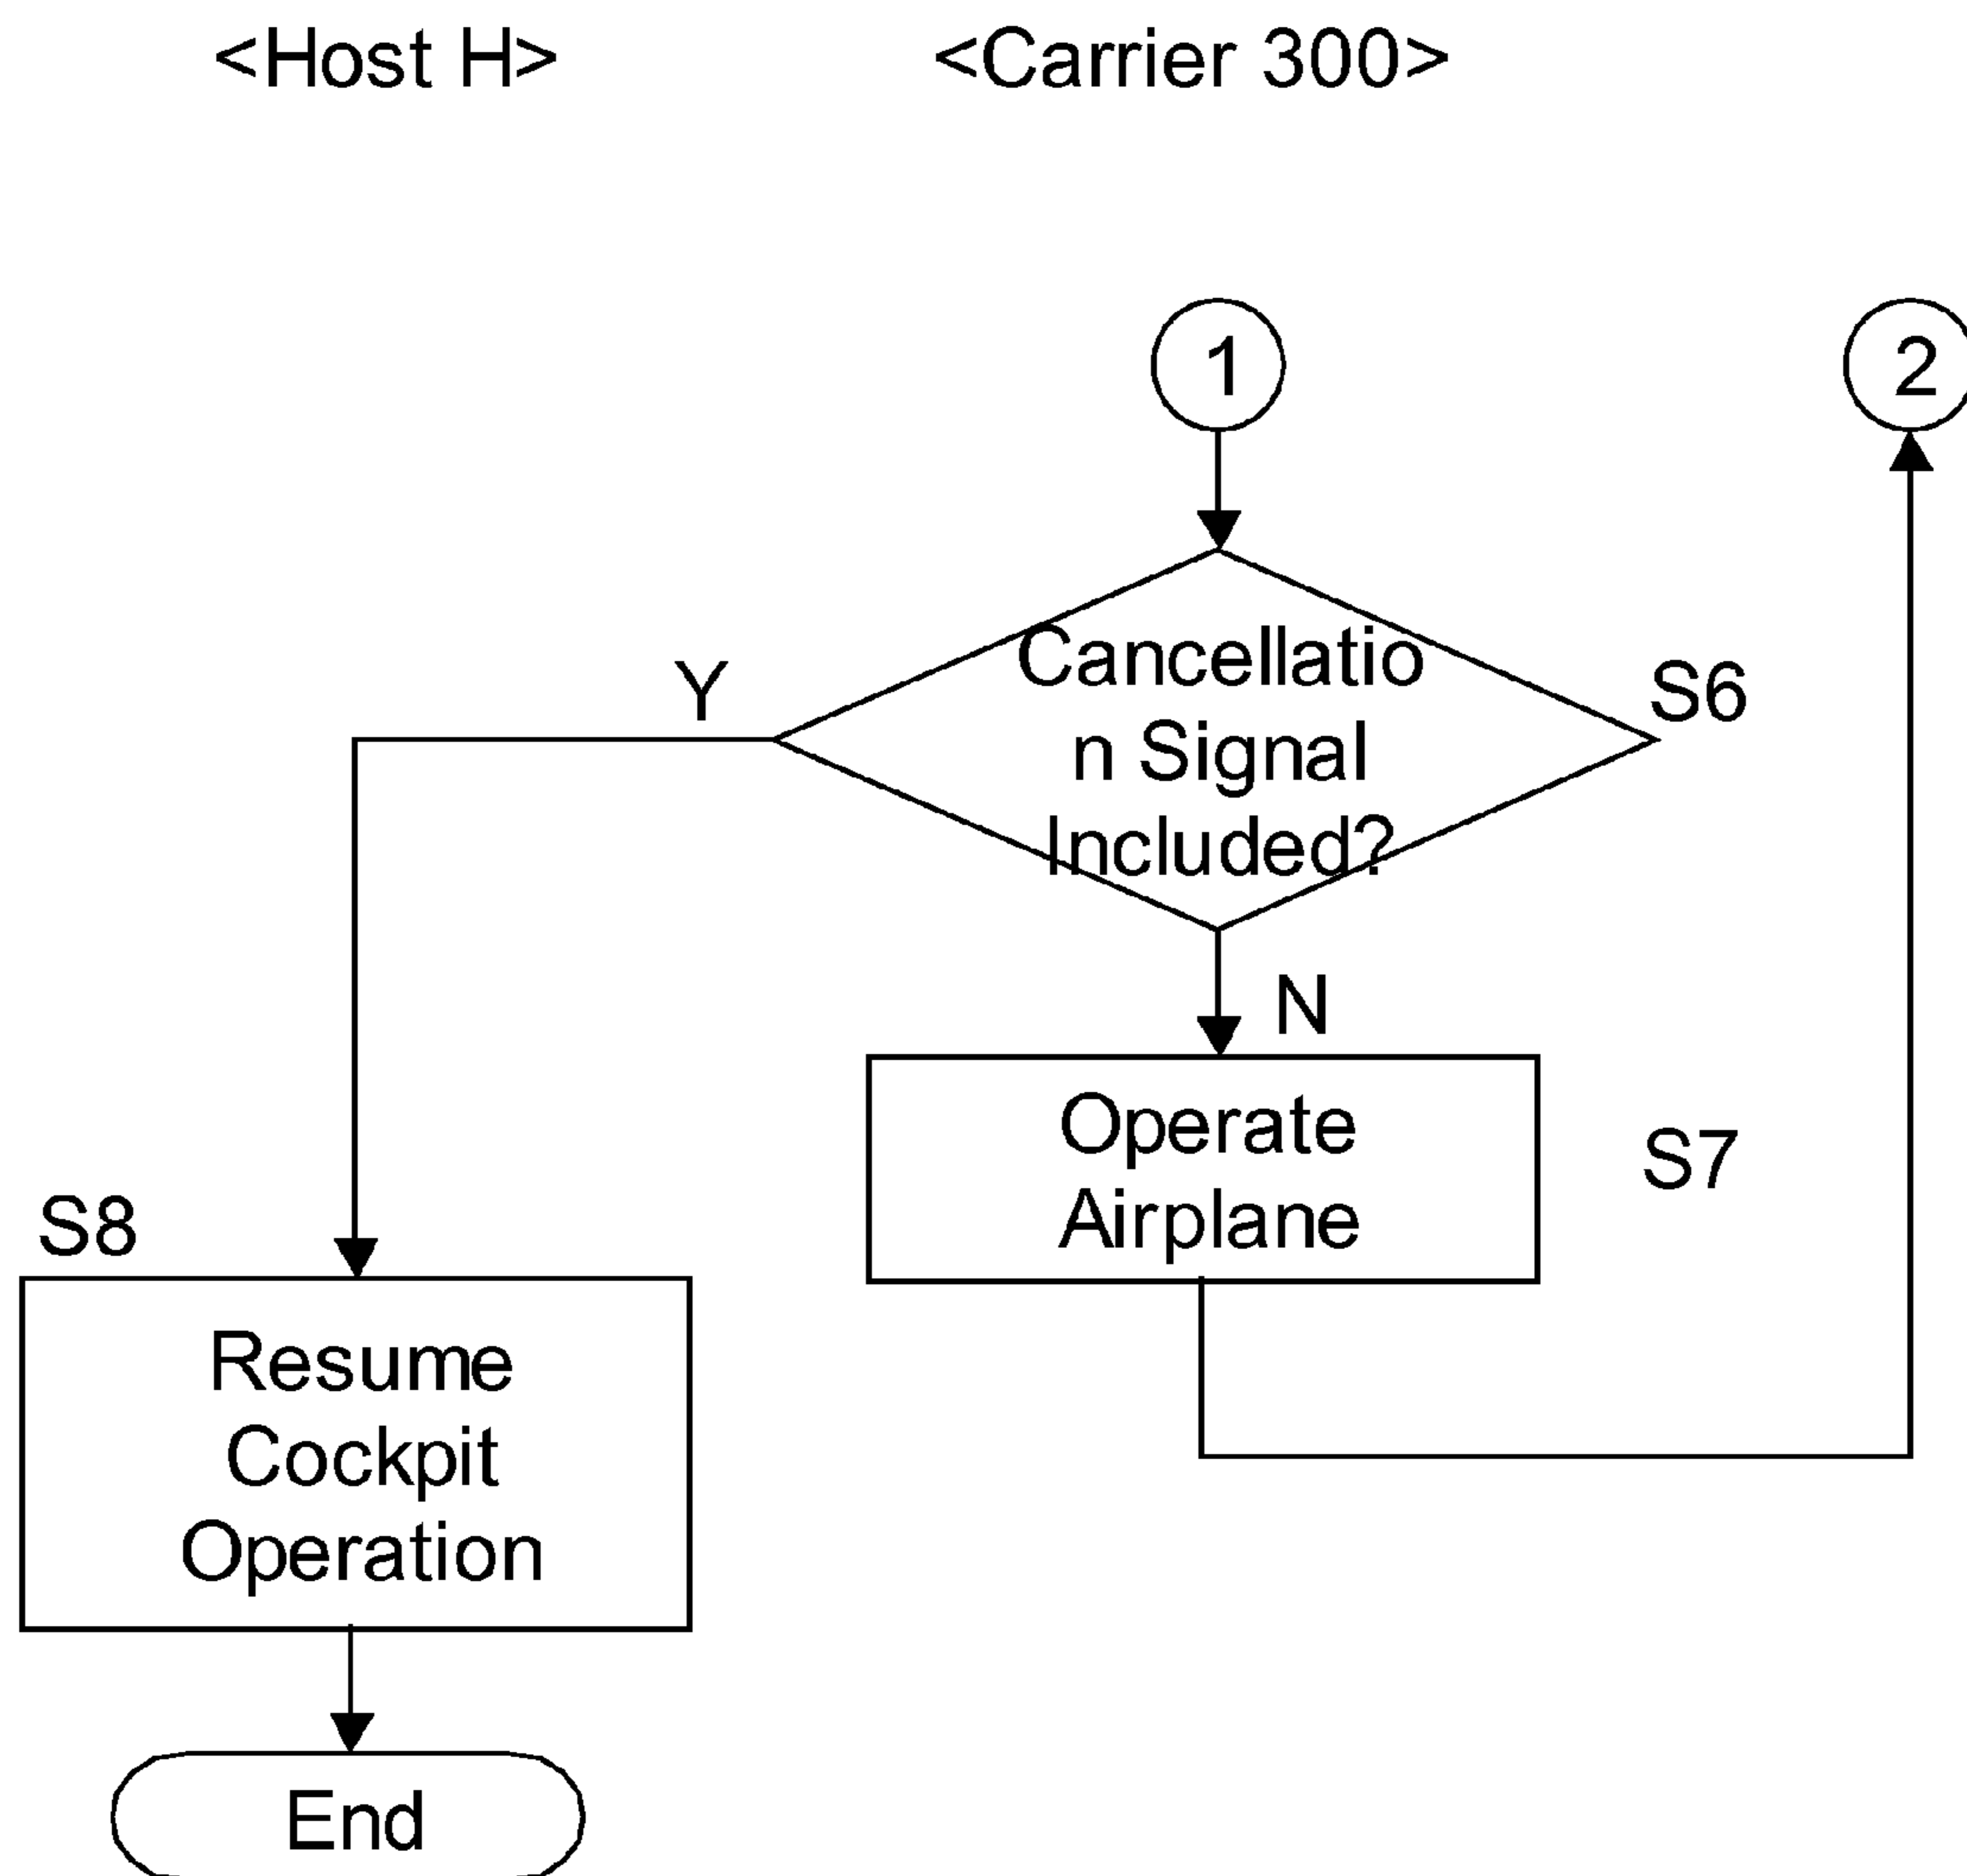 <Host H>
<Carrier 300>
1
2
Cancellatio
n Signal
Included?
Y
S6
N
Operate
Airplane
S7
S8
Resume
Cockpit
Operation
End